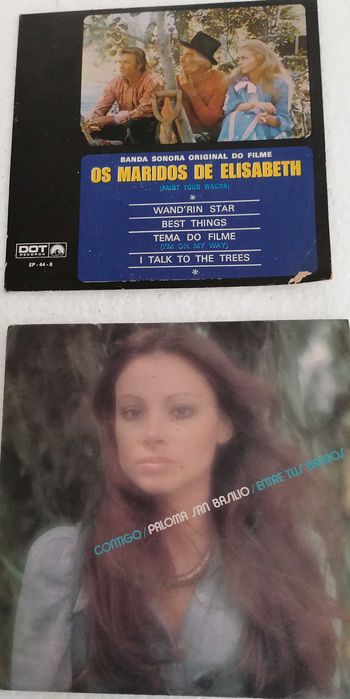 BANDA SONORA ORIGINAL DO FILME
OS MARIDOS DE ELISABETH
(PAINT YOUR WAGON)
*
WAND'RIN STAR
BEST THINGS
TEMA DO FILME
(I'M ON MY WAY)
I TALK TO THE TREES
*
DOT
RECORDS
EP - 44 - 8
CONTIGO / PALOMA SAN BASILIO / ENTRE TUS BRAZOS